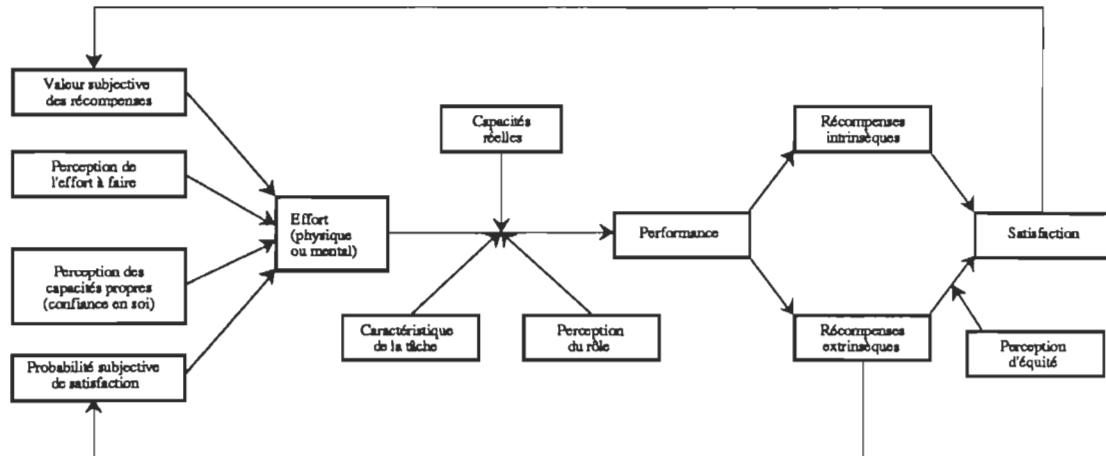 Valeur subjective
des récompenses
Perception de
l'effort à faire
Perception des
capacités propres
(confiance en soi)
Probabilité subjective
de satisfaction
Effort
(physique
ou mental)
Capacités
réelles
Caractéristique
de la tâche
Perception
du rôle
Performance
Récompenses
intrinsèques
Récompenses
extrinsèques
Satisfaction
Perception
d'équité